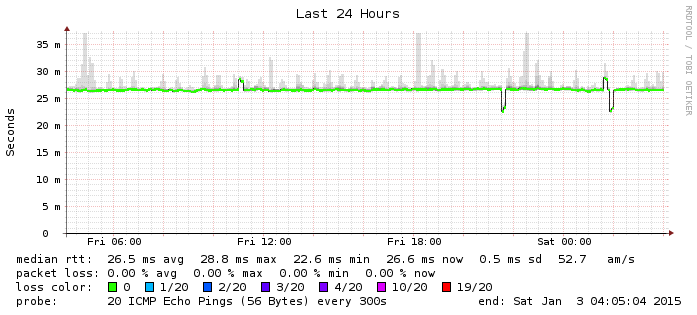 Last 24 Hours
RRDTOOL / TOBI OETIKER
Seconds
35 m
30 m
25 m
20 m
15 m
10 m
5 m
0
Fri 06:00 Fri 12:00 Fri 18:00 Sat 00:00
median rtt: 26.5 ms avg 28.8 ms max 22.6 ms min 26.6 ms now 0.5 ms sd 52.7 am/s
packet loss: 0.00 % avg 0.00 % max 0.00 % min 0.00 % now
loss color: 0 1/20 2/20 3/20 4/20 10/20 19/20
probe: 20 ICMP Echo Pings (56 Bytes) every 300s end: Sat Jan 3 04:05:04 2015